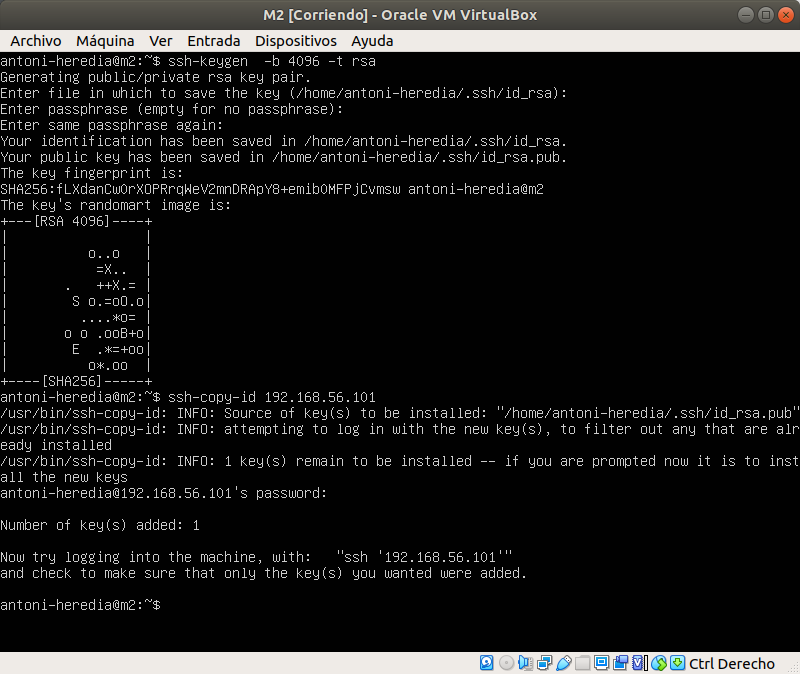 M2 [Corriendo] - Oracle VM VirtualBox
Archivo Máquina Ver Entrada Dispositivos Ayuda
antoni-heredia@m2:~$ ssh-keygen  -b 4096 -t rsa
Generating public/private rsa key pair.
Enter file in which to save the key (/home/antoni-heredia/.ssh/id_rsa):
Enter passphrase (empty for no passphrase):
Enter same passphrase again:
Your identification has been saved in /home/antoni-heredia/.ssh/id_rsa.
Your public key has been saved in /home/antoni-heredia/.ssh/id_rsa.pub.
The key fingerprint is:
SHA256:fLXdanCwOrXOPRrqWeV2mnDRApY8+emib0MFPjCvmsw antoni-heredia@m2
The key's randomart image is:
+---[RSA 4096]----+
|                 |
|          o..o   |
|           =X..  |
|       .   ++X.= |
|        S o.=oO.o|
|         ....*o= |
|       o o .ooB+o|
|        E  .*=+oo|
|          o*.oo  |
+----[SHA256]-----+
antoni-heredia@m2:~$ ssh-copy-id 192.168.56.101
/usr/bin/ssh-copy-id: INFO: Source of key(s) to be installed: "/home/antoni-heredia/.ssh/id_rsa.pub"
/usr/bin/ssh-copy-id: INFO: attempting to log in with the new key(s), to filter out any that are alr
eady installed
/usr/bin/ssh-copy-id: INFO: 1 key(s) remain to be installed -- if you are prompted now it is to inst
all the new keys
antoni-heredia@192.168.56.101's password:
Number of key(s) added: 1
Now try logging into the machine, with:   "ssh '192.168.56.101'"
and check to make sure that only the key(s) you wanted were added.
antoni-heredia@m2:~$
Ctrl Derecho